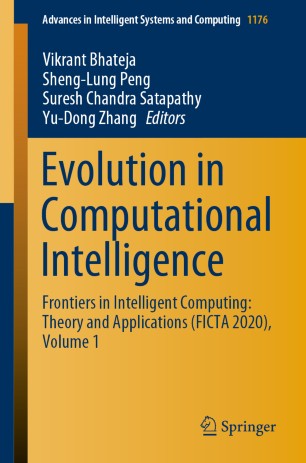 Advances in Intelligent Systems and Computing 1176
Vikrant Bhateja
Sheng-Lung Peng
Suresh Chandra Satapathy
Yu-Dong Zhang Editors
Evolution in
Computational
Intelligence
Frontiers in Intelligent Computing:
Theory and Applications (FICTA 2020),
Volume 1
Springer